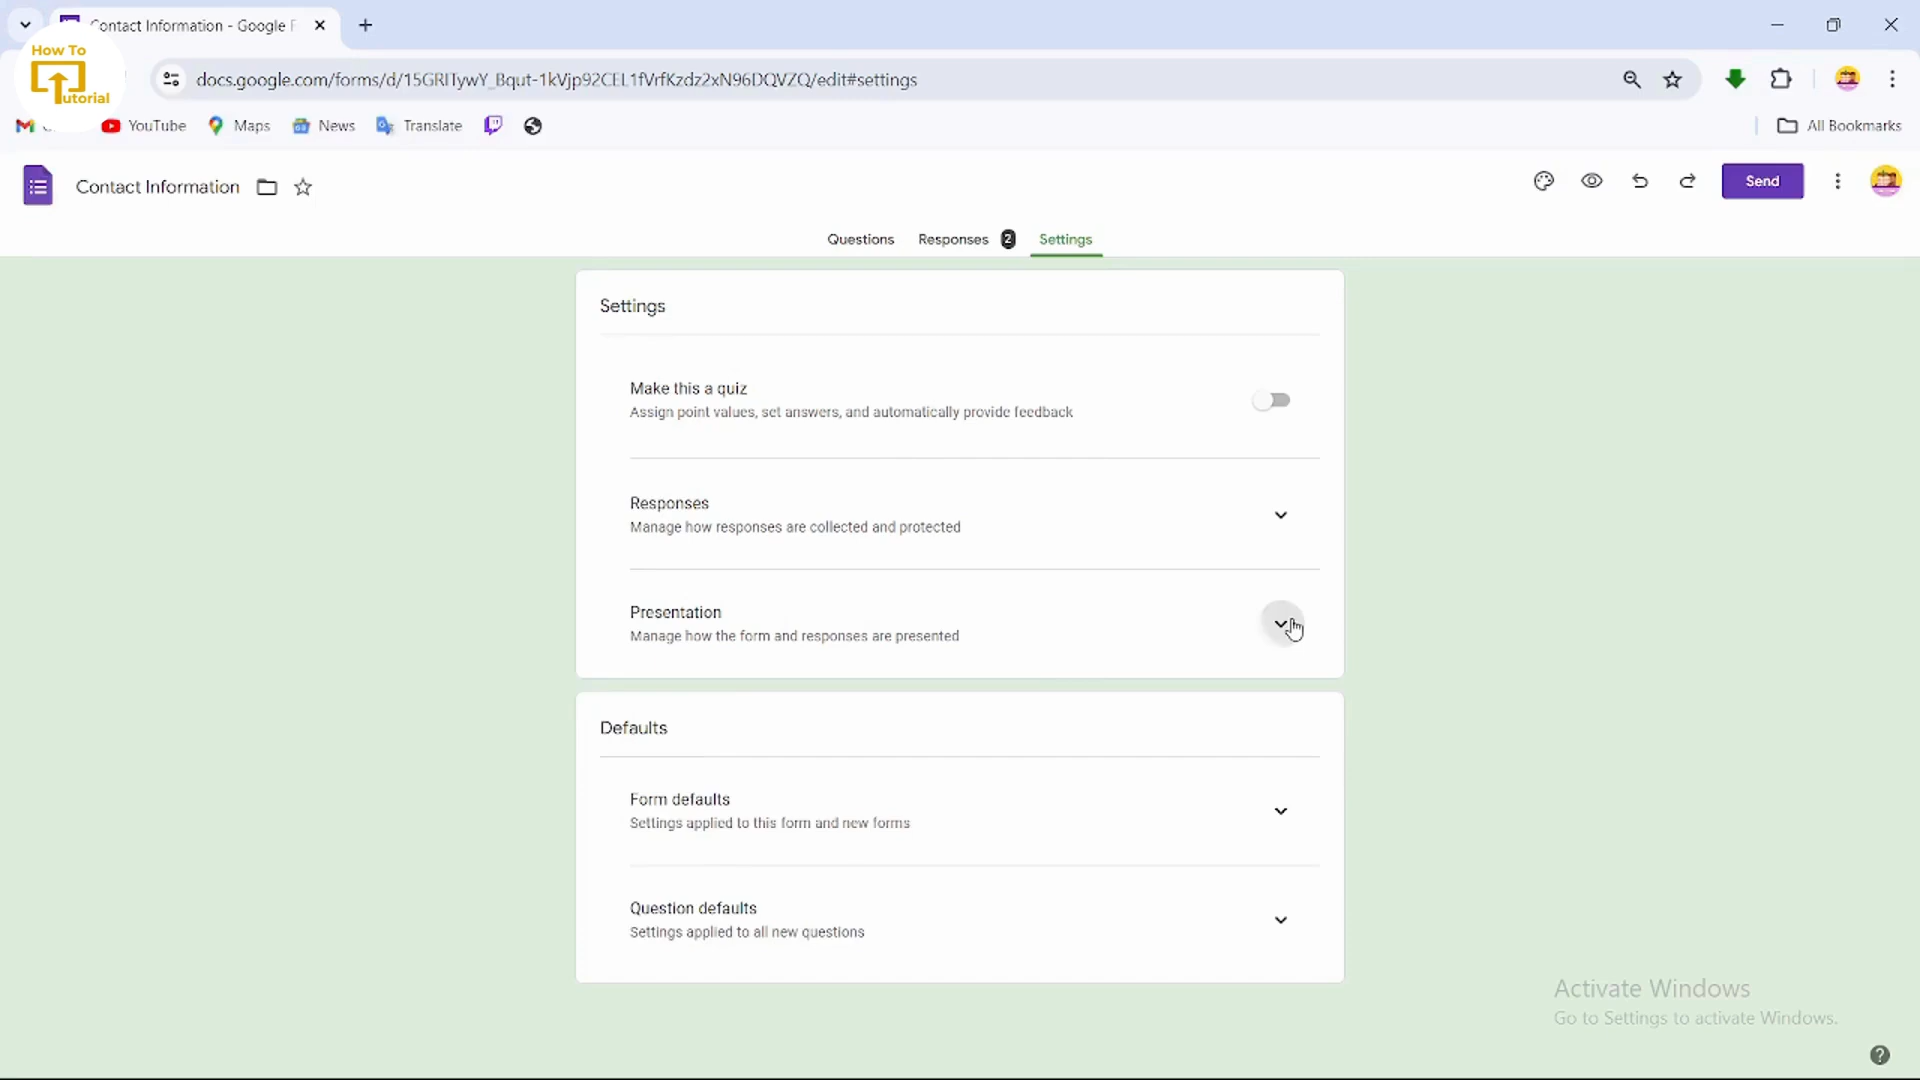 Contact Information - Google F
How To
Tutorial
docs.google.com/forms/d/15GRITywY_Bqut-1kVjp92CEL1fVrfKzdz2xN96DQVZQ/edit#settings
YouTube
Maps
News
Translate
All Bookmarks
Contact Information
Send
Questions
Responses 2
Settings
Settings
Make this a quiz
Assign point values, set answers, and automatically provide feedback
Responses
Manage how responses are collected and protected
Presentation
Manage how the form and responses are presented
Defaults
Form defaults
Settings applied to this form and new forms
Question defaults
Settings applied to all new questions
Activate Windows
Go to Settings to activate Windows.